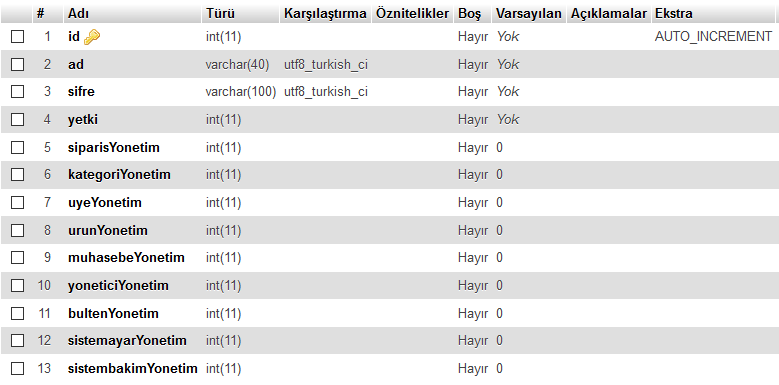 # Adı Türü Karşılaştırma Öznitelikler Boş Varsayılan Açıklamalar Ekstra
1 id int(11) Hayır Yok AUTO_INCREMENT
2 ad varchar(40) utf8_turkish_ci Hayır Yok
3 sifre varchar(100) utf8_turkish_ci Hayır Yok
4 yetki int(11) Hayır Yok
5 siparisYonetim int(11) Hayır 0
6 kategoriYonetim int(11) Hayır 0
7 uyeYonetim int(11) Hayır 0
8 urunYonetim int(11) Hayır 0
9 muhasebeYonetim int(11) Hayır 0
10 yoneticiYonetim int(11) Hayır 0
11 bultenYonetim int(11) Hayır 0
12 sistemayarYonetim int(11) Hayır 0
13 sistembakimYonetim int(11) Hayır 0